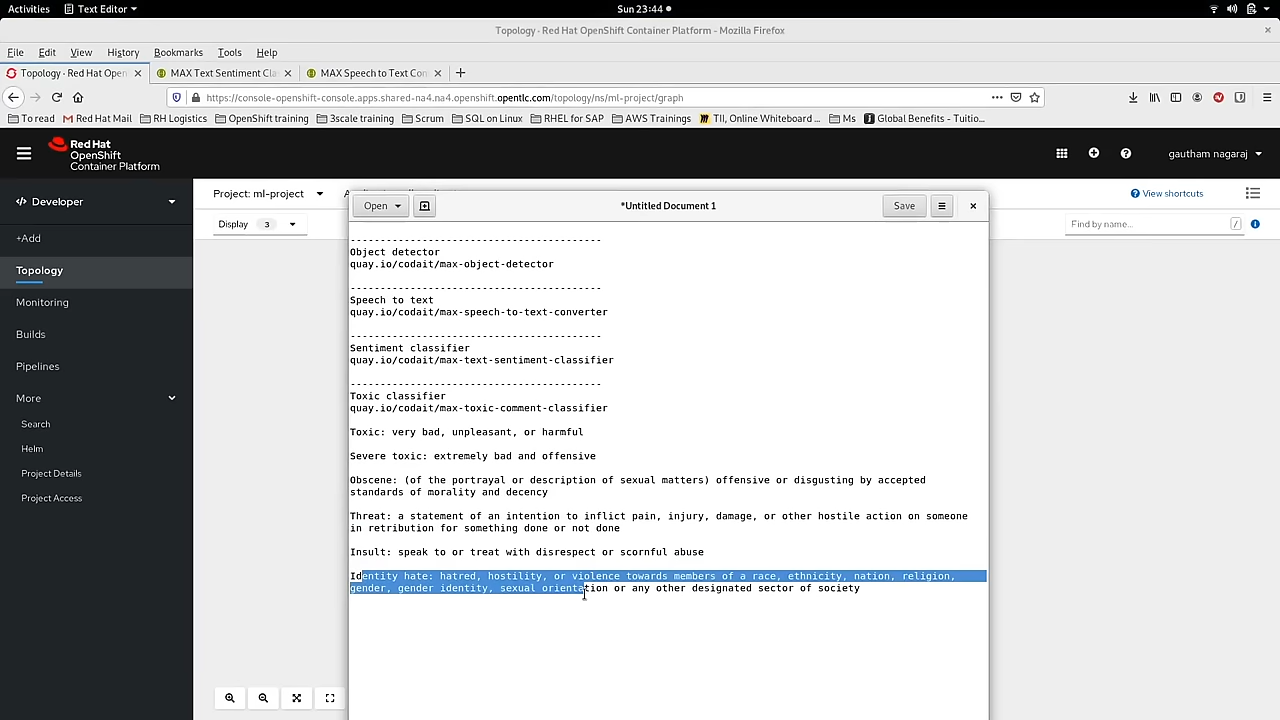 Activities
Text Editor
Sun 23:44
Topology · Red Hat OpenShift Container Platform - Mozilla Firefox
File Edit View History Bookmarks Tools Help
Topology · Red Hat Open
MAX Text Sentiment Cla
MAX Speech to Text Con
https://console-openshift-console.apps.shared-na4.na4.openshift.opentlc.com/topology/ns/ml-project/graph
To read Red Hat Mail RH Logistics OpenShift training 3scale training Scrum SQL on Linux RHEL for SAP AWS Trainings TII, Online Whiteboard ... Ms Global Benefits - Tuitio...
Red Hat
OpenShift
Container Platform
gautham nagaraj
Developer
+Add
Topology
Monitoring
Builds
Pipelines
More
Search
Helm
Project Details
Project Access
Project: ml-project
View shortcuts
Display 3
Find by name...
/
Open
*Untitled Document 1
Save
------------------------------------------
Object detector
quay.io/codait/max-object-detector
------------------------------------------
Speech to text
quay.io/codait/max-speech-to-text-converter
------------------------------------------
Sentiment classifier
quay.io/codait/max-text-sentiment-classifier
------------------------------------------
Toxic classifier
quay.io/codait/max-toxic-comment-classifier
Toxic: very bad, unpleasant, or harmful
Severe toxic: extremely bad and offensive
Obscene: (of the portrayal or description of sexual matters) offensive or disgusting by accepted
standards of morality and decency
Threat: a statement of an intention to inflict pain, injury, damage, or other hostile action on someone
in retribution for something done or not done
Insult: speak to or treat with disrespect or scornful abuse
Identity hate: hatred, hostility, or violence towards members of a race, ethnicity, nation, religion,
gender, gender identity, sexual orientation or any other designated sector of society